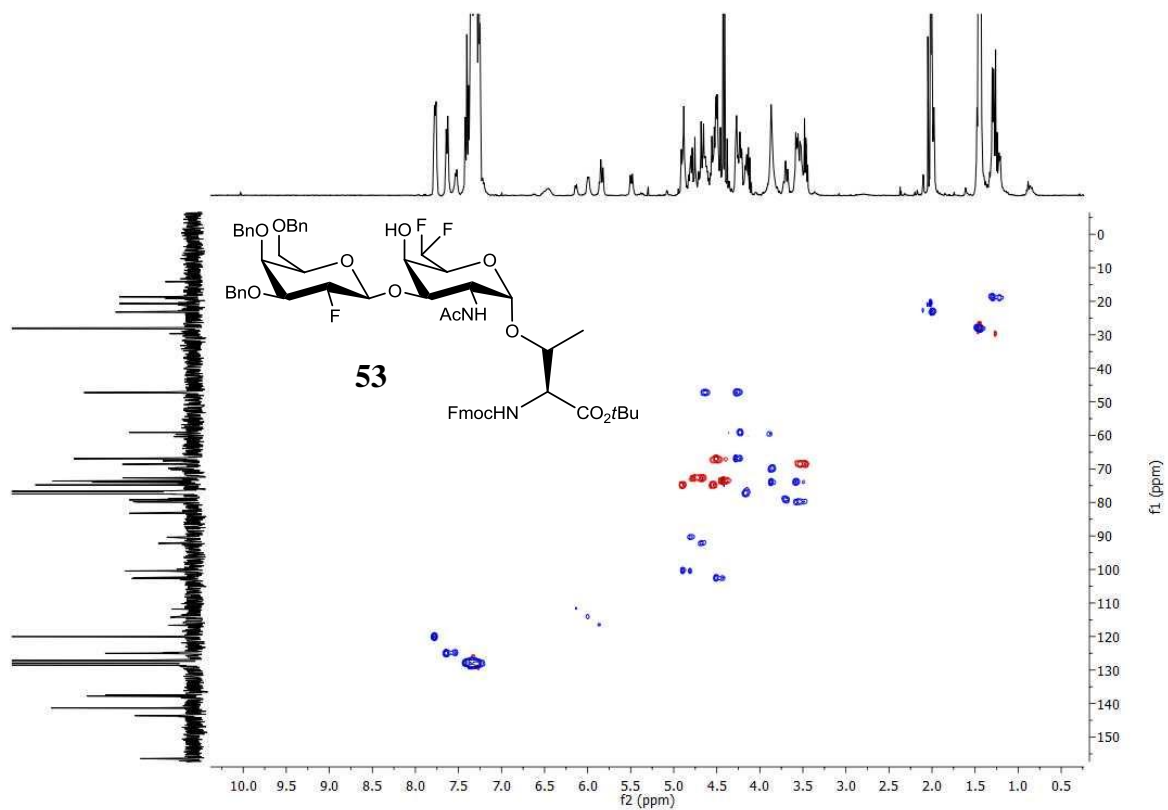 BnO OBn HO F F
O O
BnO O
F AcNH O
53
FmocHN CO₂tBu
0
10
20
30
40
50
60
70
80
90
100
110
120
130
140
150
f1 (ppm)
10.0 9.5 9.0 8.5 8.0 7.5 7.0 6.5 6.0 5.5 5.0 4.5 4.0 3.5 3.0 2.5 2.0 1.5 1.0 0.5
f2 (ppm)